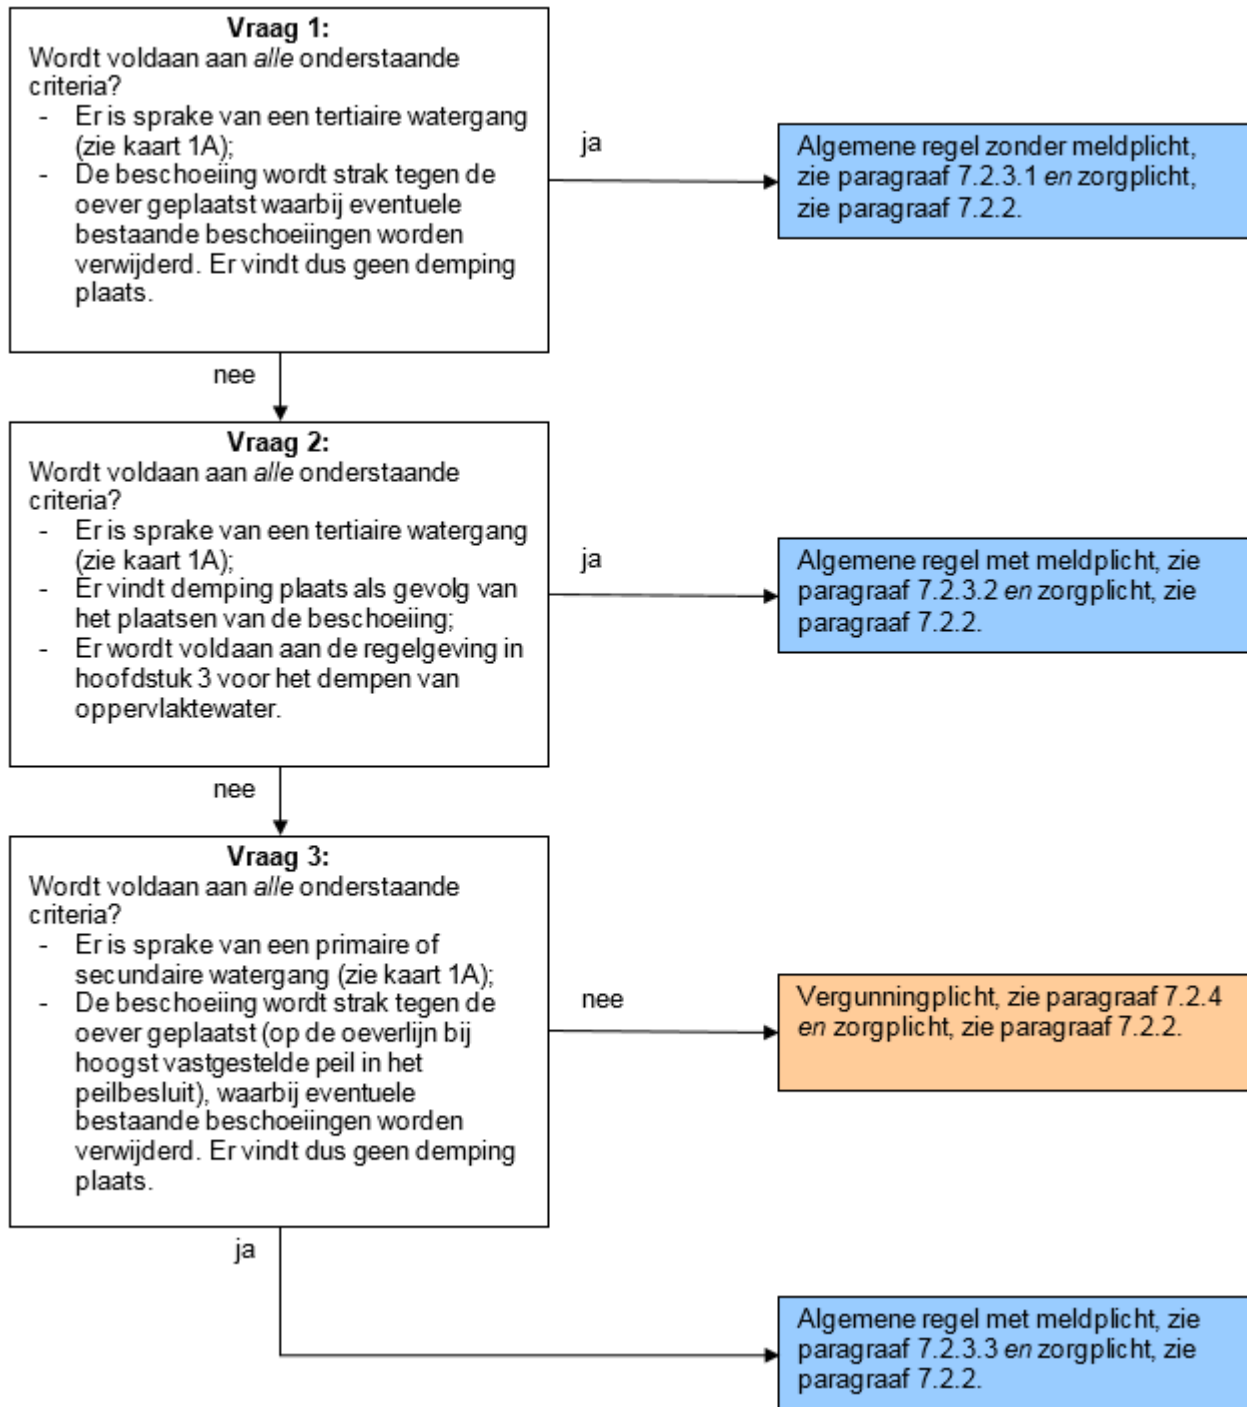 Vraag 1:
Wordt voldaan aan alle onderstaande
criteria?
- Er is sprake van een tertiaire watergang
(zie kaart 1A);
- De beschoeiing wordt strak tegen de
oever geplaatst waarbij eventuele
bestaande beschoeiingen worden
verwijderd. Er vindt dus geen demping
plaats.
ja
Algemene regel zonder meldplicht,
zie paragraaf 7.2.3.1 en zorgplicht,
zie paragraaf 7.2.2.
nee
Vraag 2:
Wordt voldaan aan alle onderstaande
criteria?
- Er is sprake van een tertiaire watergang
(zie kaart 1A);
- Er vindt demping plaats als gevolg van
het plaatsen van de beschoeiing;
- Er wordt voldaan aan de regelgeving in
hoofdstuk 3 voor het dempen van
oppervlaktewater.
ja
Algemene regel met meldplicht, zie
paragraaf 7.2.3.2 en zorgplicht, zie
paragraaf 7.2.2.
nee
Vraag 3:
Wordt voldaan aan alle onderstaande
criteria?
- Er is sprake van een primaire of
secundaire watergang (zie kaart 1A);
- De beschoeiing wordt strak tegen de
oever geplaatst (op de oeverlijn bij
hoogst vastgestelde peil in het
peilbesluit), waarbij eventuele
bestaande beschoeiingen worden
verwijderd. Er vindt dus geen demping
plaats.
nee
Vergunningplicht, zie paragraaf 7.2.4
en zorgplicht, zie paragraaf 7.2.2.
ja
Algemene regel met meldplicht, zie
paragraaf 7.2.3.3 en zorgplicht, zie
paragraaf 7.2.2.